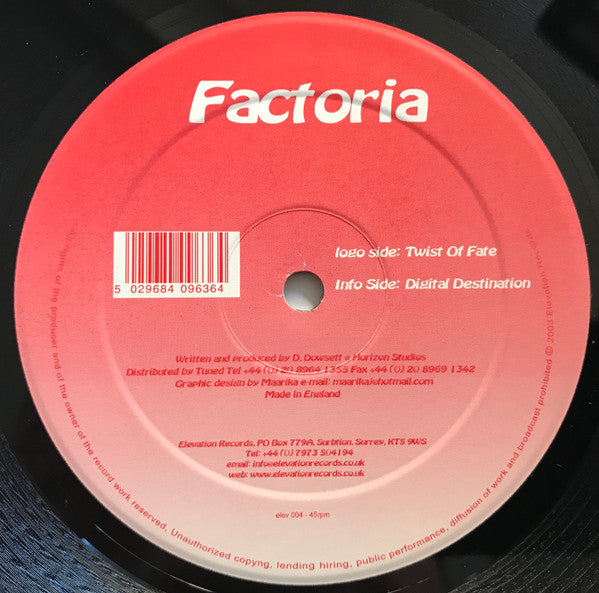 Factoria
logo side: Twist Of Fate
Info Side: Digital Destination
5 029684 096364
Written and produced by D. Dowsett @ Horizon Studios
Distributed by Tuned Tel +44 (0) 20 8964 1355 Fax +44 (0) 20 8969 1342
Graphic design by Maarika e-mail: maarika@hotmail.com
Made in England
Elevation Records, PO Box 779A, Surbiton, Surrey, KT5 9WS
Tel: +44 (0) 7973 504194
email: info@elevationrecords.co.uk
web: www.elevationrecords.co.uk
elev 004 - 45rpm
All rights of the producer and of the owner of the record work reserved, Unauthorized copyng, lending hiring, public performance, diffusion of work and broadcast prohibited © 2003 Elevation Records